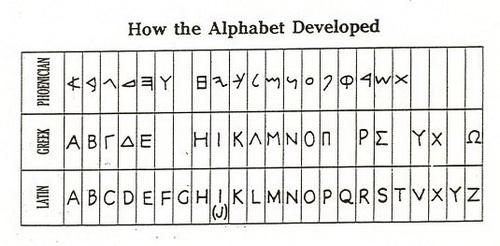 How the Alphabet Developed
PHOENICIAN 𐤀 𐤁 𐤂 𐤃 𐤄 𐤅 𐤇 𐤉 𐤊 𐤋 𐤌 𐤍 𐤏 𐤐 𐤒 𐤓 𐤔 𐤕
GREEK Α Β Γ Δ Ε Η Ι Κ Λ Μ Ν Ο Π Ρ Σ Υ Χ Ω
LATIN A B C D E F G H I K L M N O P Q R S T V X Y Z
(J)